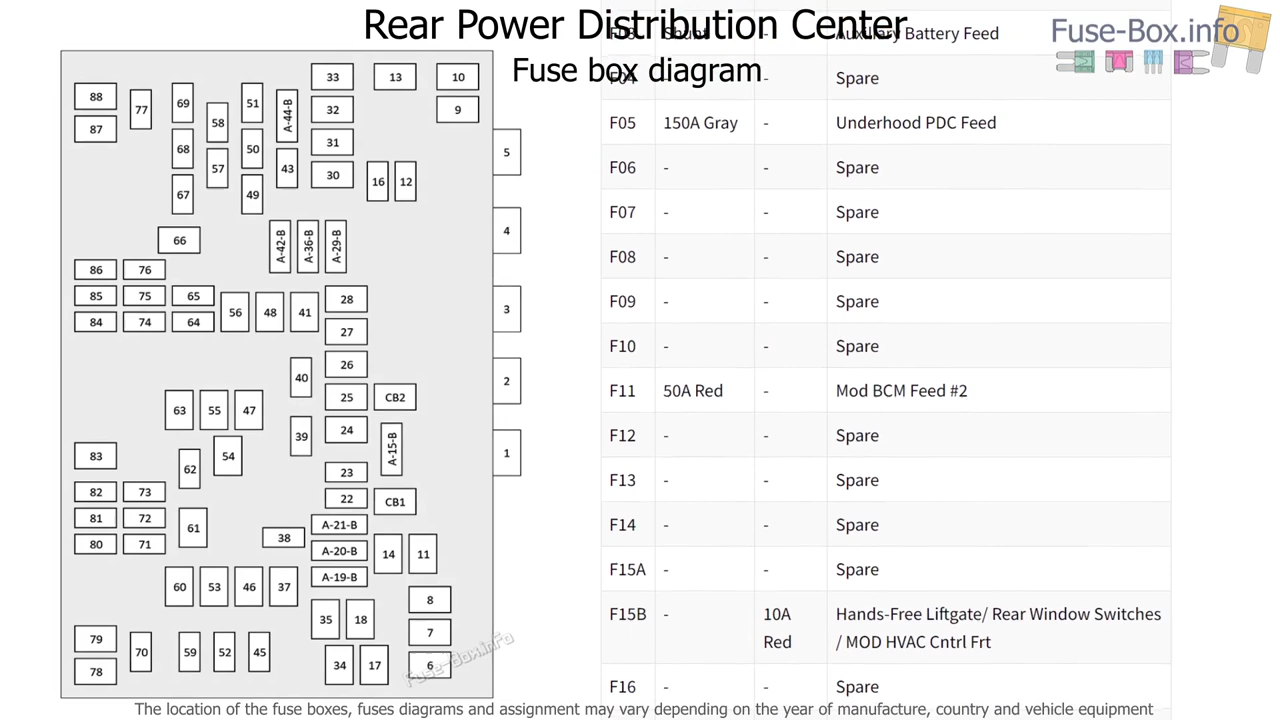 Rear Power Distribution Center
Fuse box diagram
Fuse-Box.info
33 13 10
88 77 69 51 A-44-B 32 9
87 58 31 5
68 50 43 30
57 16 12
67 49
66 A-42-B A-36-B A-29-B 4
86 76
85 75 65 56 48 41 28 3
84 74 64 27
40 26 2
25 CB2
63 55 47
39 24 A-15-B
83 54 1
62 23
82 73 22 CB1
81 72 61 A-21-B
80 71 38 A-20-B 14 11
A-19-B
60 53 46 37 8
35 18 7
79 70 59 52 45
78 34 17 6
Fuse-Box.info
F03 Shunt - Auxiliary Battery Feed
F04 - - Spare
F05 150A Gray - Underhood PDC Feed
F06 - - Spare
F07 - - Spare
F08 - - Spare
F09 - - Spare
F10 - - Spare
F11 50A Red - Mod BCM Feed #2
F12 - - Spare
F13 - - Spare
F14 - - Spare
F15A - - Spare
F15B - 10A Hands-Free Liftgate/ Rear Window Switches
Red / MOD HVAC Cntrl Frt
F16 - - Spare
The location of the fuse boxes, fuses diagrams and assignment may vary depending on the year of manufacture, country and vehicle equipment